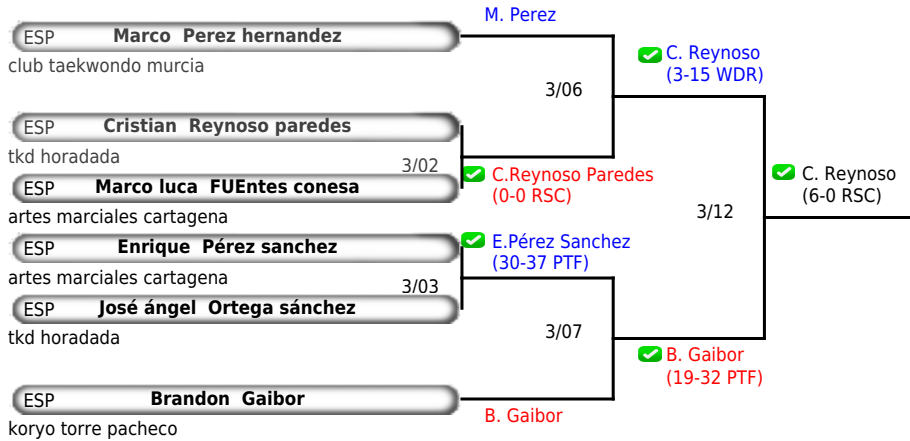 M. Perez
ESP Marco Perez hernandez
club taekwondo murcia
C. Reynoso
(3-15 WDR)
3/06
ESP Cristian Reynoso paredes
tkd horadada
3/02
C.Reynoso Paredes
(0-0 RSC)
ESP Marco luca FUEntes conesa
artes marciales cartagena
C. Reynoso
(6-0 RSC)
3/12
ESP Enrique Pérez sanchez
artes marciales cartagena
E.Pérez Sanchez
(30-37 PTF)
3/03
ESP José ángel Ortega sánchez
tkd horadada
3/07
B. Gaibor
(19-32 PTF)
ESP Brandon Gaibor
koryo torre pacheco
B. Gaibor